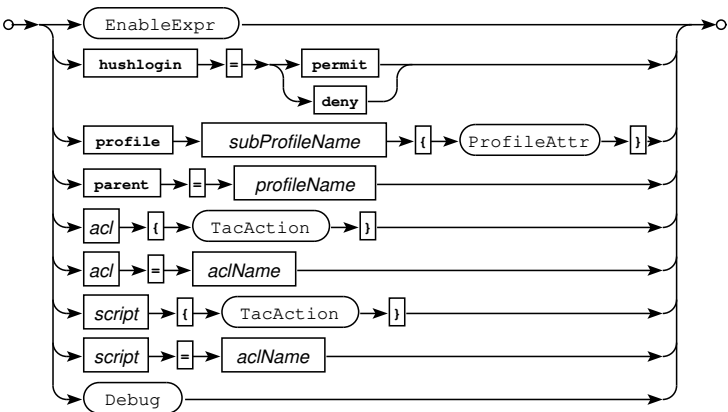 EnableExpr
hushlogin = permit
deny
profile subProfileName { ProfileAttr }
parent = profileName
acl { TacAction }
acl = aclName
script { TacAction }
script = aclName
Debug